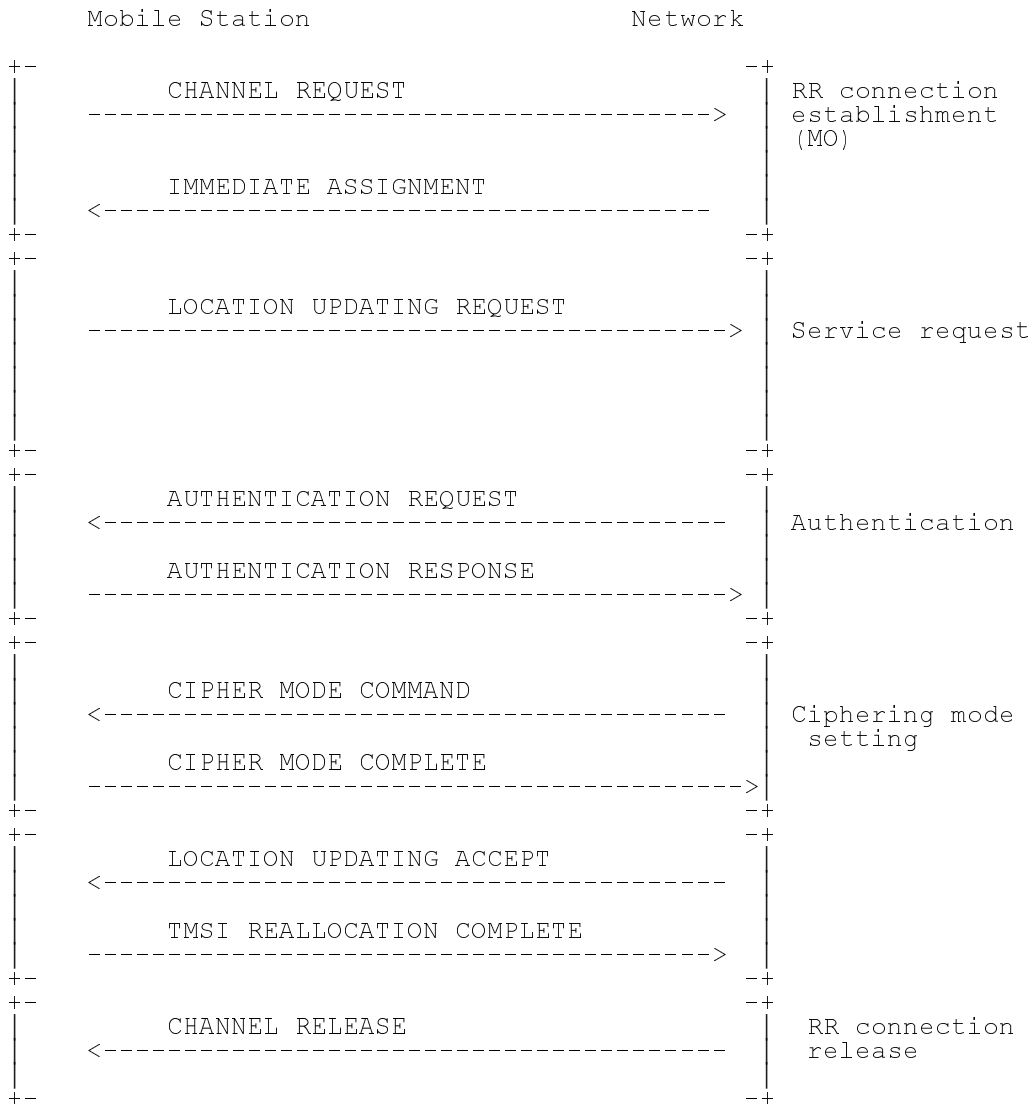 Mobile Station Network
CHANNEL REQUEST RR connection
establishment
(MO)
IMMEDIATE ASSIGNMENT
LOCATION UPDATING REQUEST
Service request
AUTHENTICATION REQUEST
Authentication
AUTHENTICATION RESPONSE
CIPHER MODE COMMAND
Ciphering mode
setting
CIPHER MODE COMPLETE
LOCATION UPDATING ACCEPT
TMSI REALLOCATION COMPLETE
CHANNEL RELEASE RR connection
release